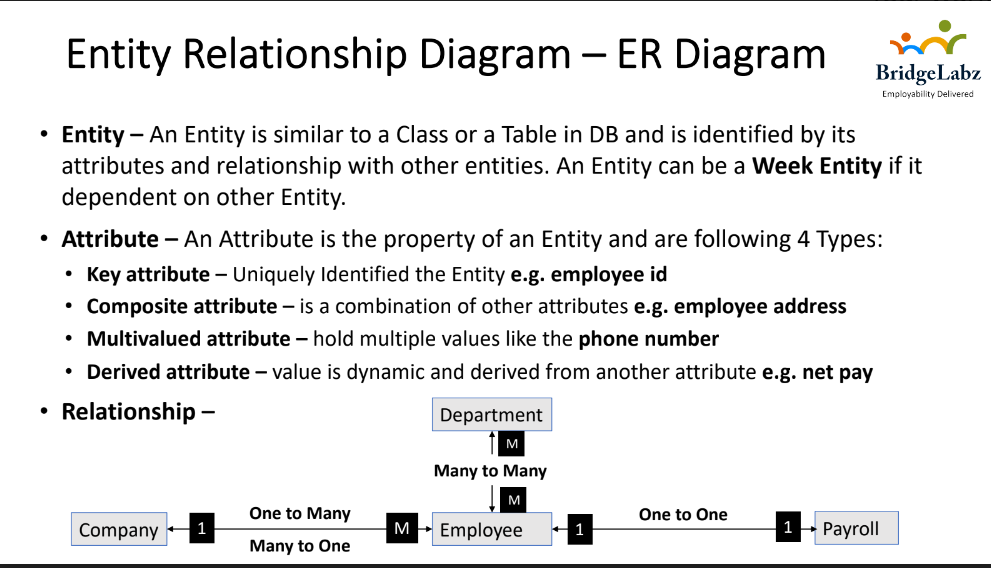 Entity Relationship Diagram – ER Diagram
BridgeLabz
Employability Delivered
• Entity – An Entity is similar to a Class or a Table in DB and is identified by its
attributes and relationship with other entities. An Entity can be a Week Entity if it
dependent on other Entity.
• Attribute – An Attribute is the property of an Entity and are following 4 Types:
• Key attribute – Uniquely Identified the Entity e.g. employee id
• Composite attribute – is a combination of other attributes e.g. employee address
• Multivalued attribute – hold multiple values like the phone number
• Derived attribute – value is dynamic and derived from another attribute e.g. net pay
• Relationship –
Department
M
Many to Many
M
One to Many
One to One
Company 1 M Employee 1 1 Payroll
Many to One